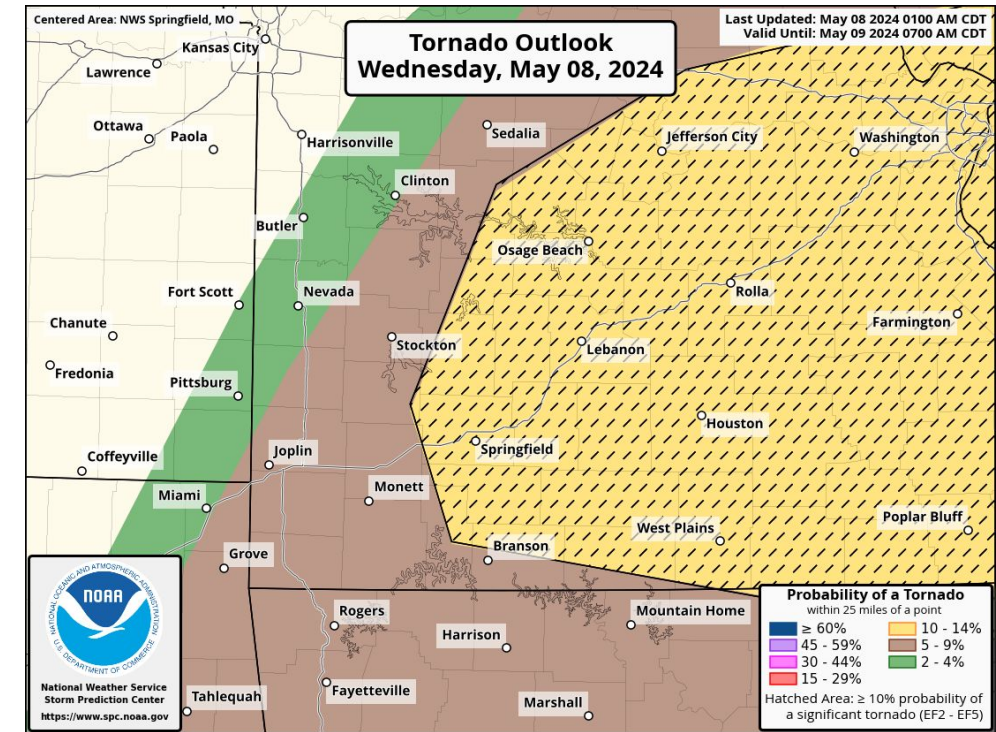 Centered Area: NWS Springfield, MO
Tornado Outlook
Wednesday, May 08, 2024
Last Updated: May 08 2024 0100 AM CDT
Valid Until: May 09 2024 0700 AM CDT
Kansas City
Lawrence
Ottawa
Paola
Harrisonville
Sedalia
Jefferson City
Washington
Clinton
Butler
Osage Beach
Fort Scott
Nevada
Rolla
Chanute
Farmington
Stockton
Lebanon
Fredonia
Pittsburg
Houston
Coffeyville
Joplin
Springfield
Miami
Monett
Poplar Bluff
West Plains
Grove
Branson
Rogers
Mountain Home
Harrison
Tahlequah
Fayetteville
Marshall
NATIONAL OCEANIC AND ATMOSPHERIC ADMINISTRATION
NOAA
U.S. DEPARTMENT OF COMMERCE
National Weather Service
Storm Prediction Center
https://www.spc.noaa.gov
Probability of a Tornado
within 25 miles of a point
≥ 60%
45 - 59%
30 - 44%
15 - 29%
10 - 14%
5 - 9%
2 - 4%
Hatched Area: ≥ 10% probability of
a significant tornado (EF2 - EF5)